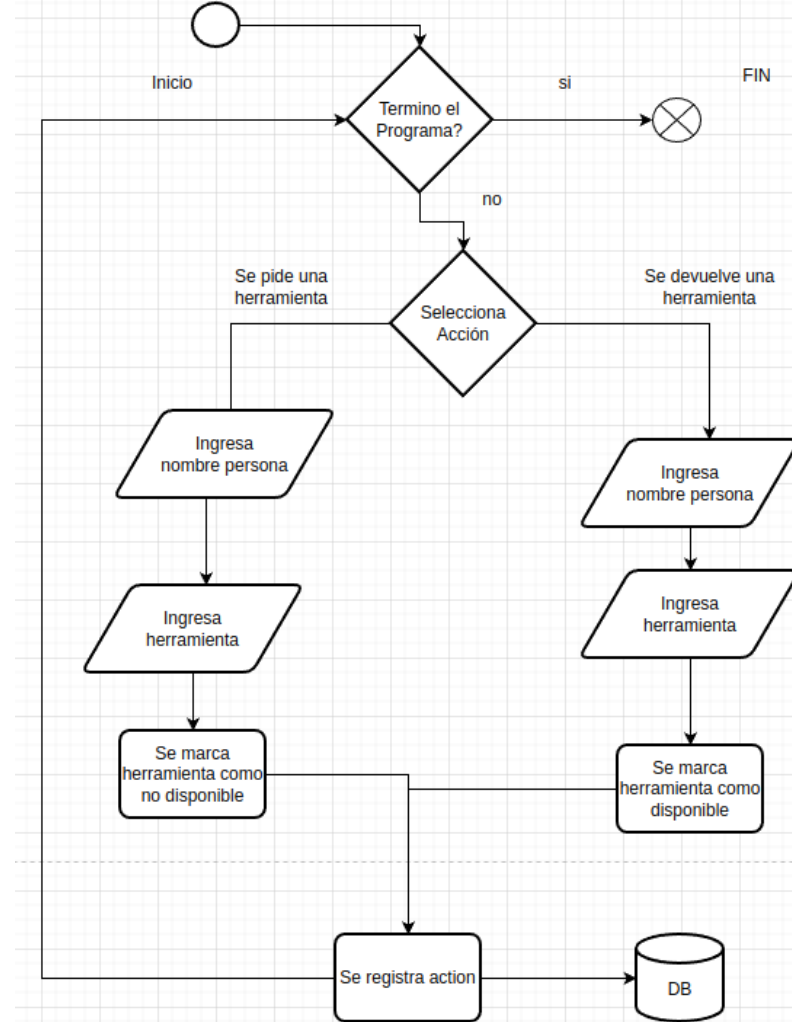 Inicio
Termino el
Programa?
si
FIN
no
Se pide una
herramienta
Selecciona
Acción
Se devuelve una
herramienta
Ingresa
nombre persona
Ingresa
herramienta
Se marca
herramienta como
no disponible
Ingresa
nombre persona
Ingresa
herramienta
Se marca
herramienta como
disponible
Se registra action
DB